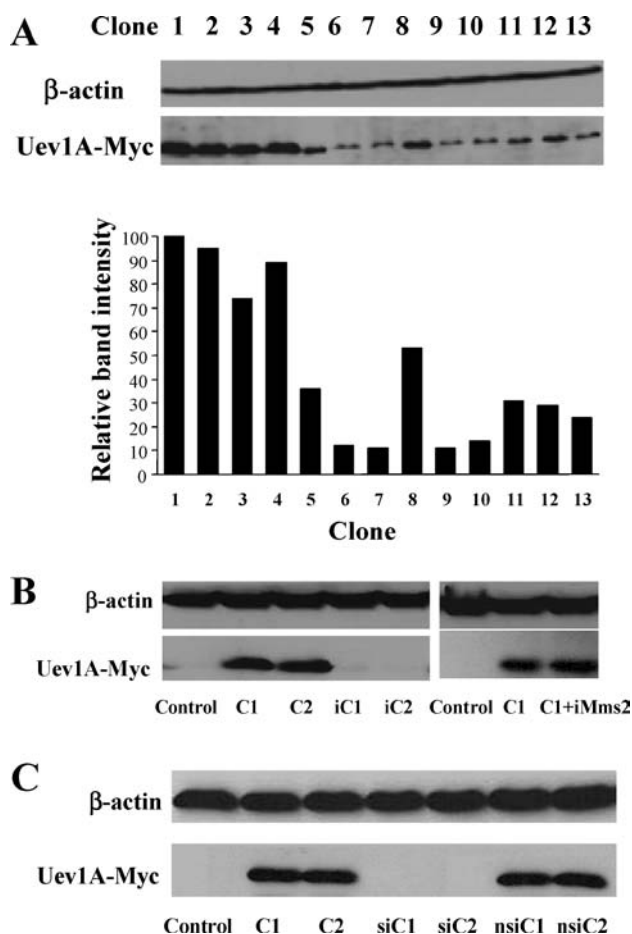 A
Clone 1 2 3 4 5 6 7 8 9 10 11 12 13
β-actin
Uev1A-Myc
Relative band intensity
100
90
80
70
60
50
40
30
20
10
0
1 2 3 4 5 6 7 8 9 10 11 12 13
Clone
B
β-actin
Uev1A-Myc
Control C1 C2 iC1 iC2 Control C1 C1+iMms2
C
β-actin
Uev1A-Myc
Control C1 C2 siC1 siC2 nsiC1 nsiC2